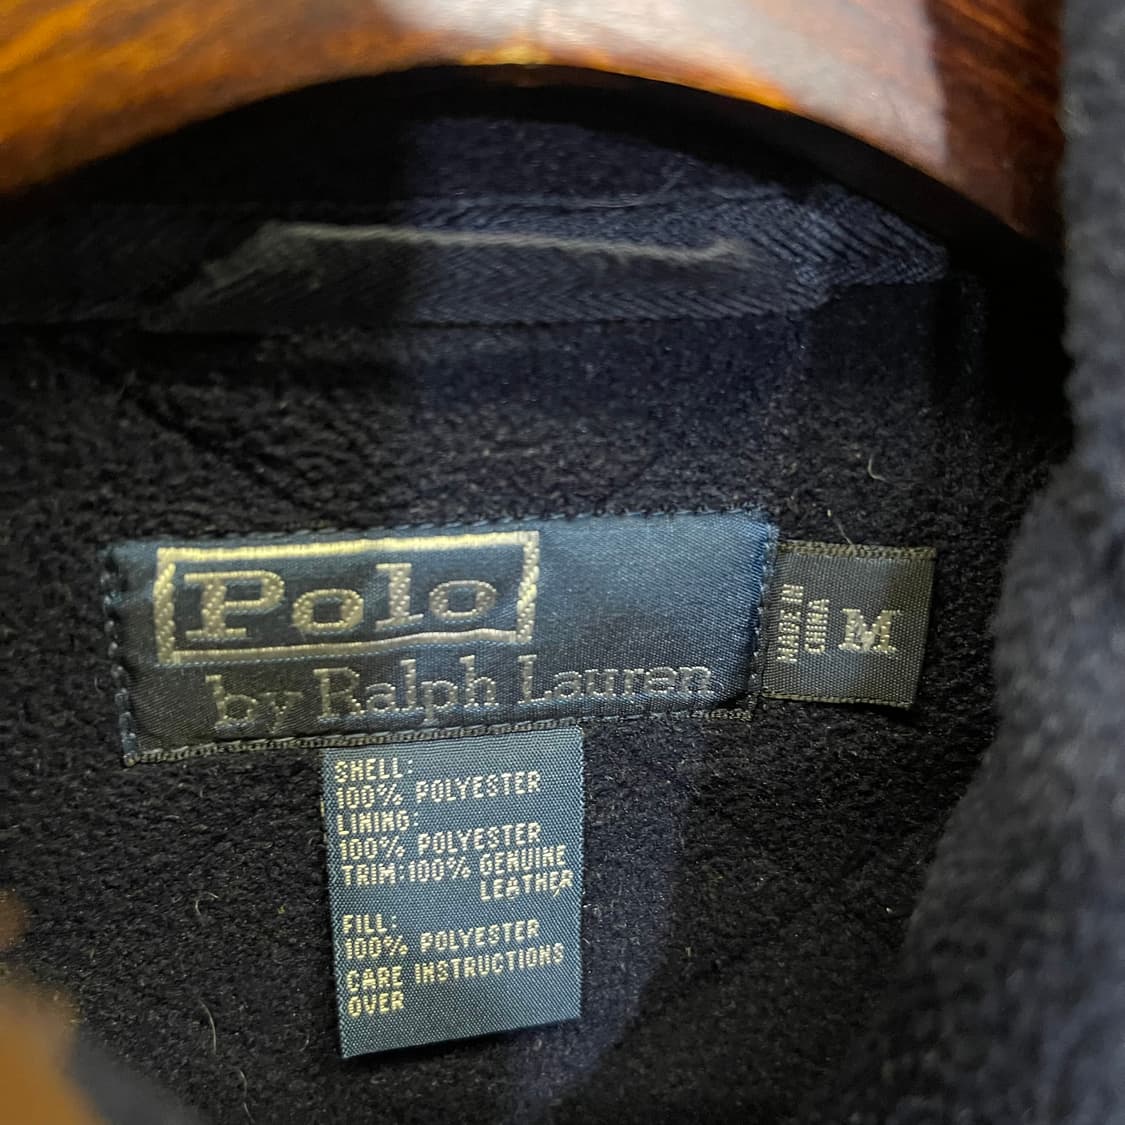 Polo
by Ralph Lauren
MADE IN
CHINA
M
SHELL:
100% POLYESTER
LINING:
100% POLYESTER
TRIM:100% GENUINE
LEATHER
FILL:
100% POLYESTER
CARE INSTRUCTIONS
OVER